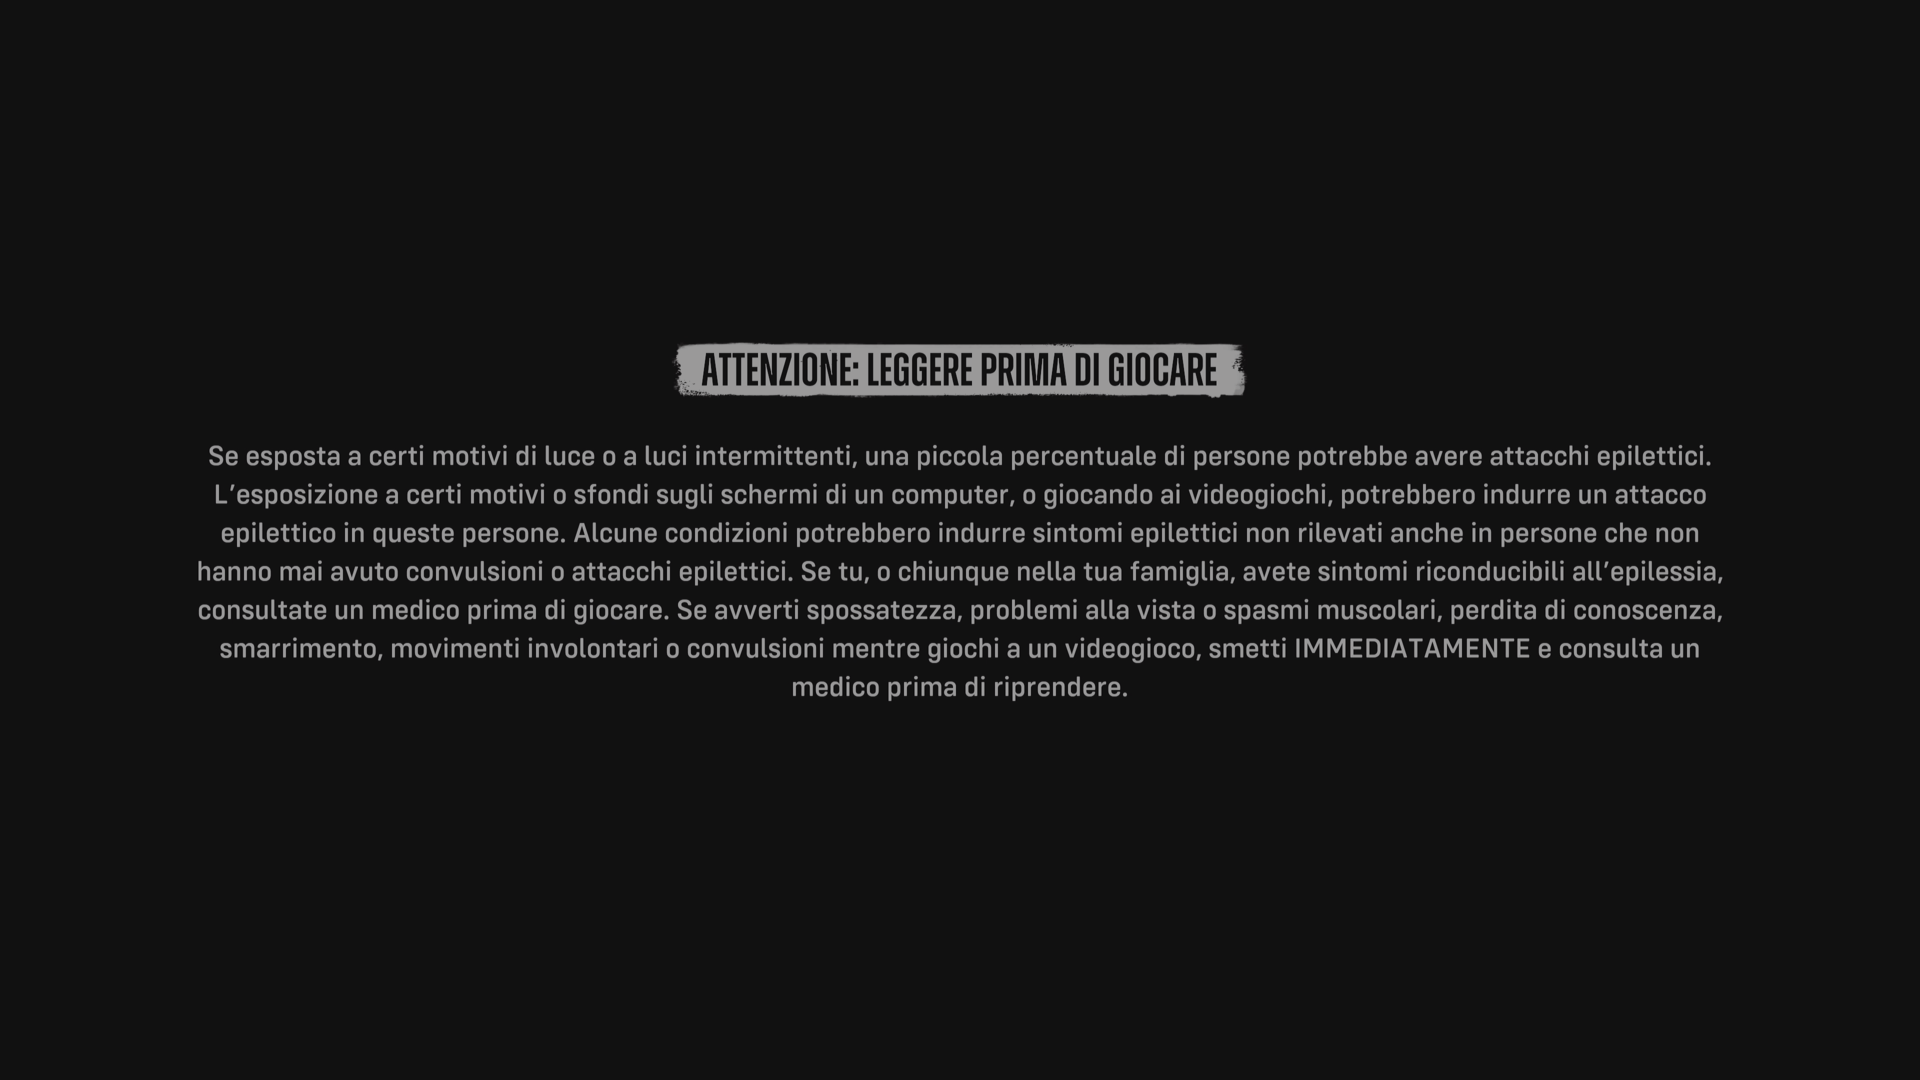 ATTENZIONE: LEGGERE PRIMA DI GIOCARE
Se esposta a certi motivi di luce o a luci intermittenti, una piccola percentuale di persone potrebbe avere attacchi epilettici.
L’esposizione a certi motivi o sfondi sugli schermi di un computer, o giocando ai videogiochi, potrebbero indurre un attacco
epilettico in queste persone. Alcune condizioni potrebbero indurre sintomi epilettici non rilevati anche in persone che non
hanno mai avuto convulsioni o attacchi epilettici. Se tu, o chiunque nella tua famiglia, avete sintomi riconducibili all’epilessia,
consultate un medico prima di giocare. Se avverti spossatezza, problemi alla vista o spasmi muscolari, perdita di conoscenza,
smarrimento, movimenti involontari o convulsioni mentre giochi a un videogioco, smetti IMMEDIATAMENTE e consulta un
medico prima di riprendere.